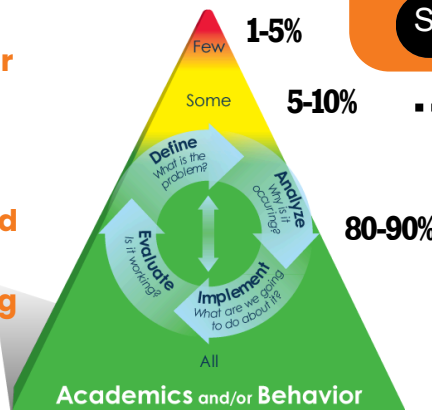 S
1-5%
r
Few
Some
5-10%
Define
What is the
problem?
Analyze
Why is it
occuring?
d
80-90%
Evaluate
Is it working?
g
Implement
What are we going
to do about it?
All
Academics and/or Behavior